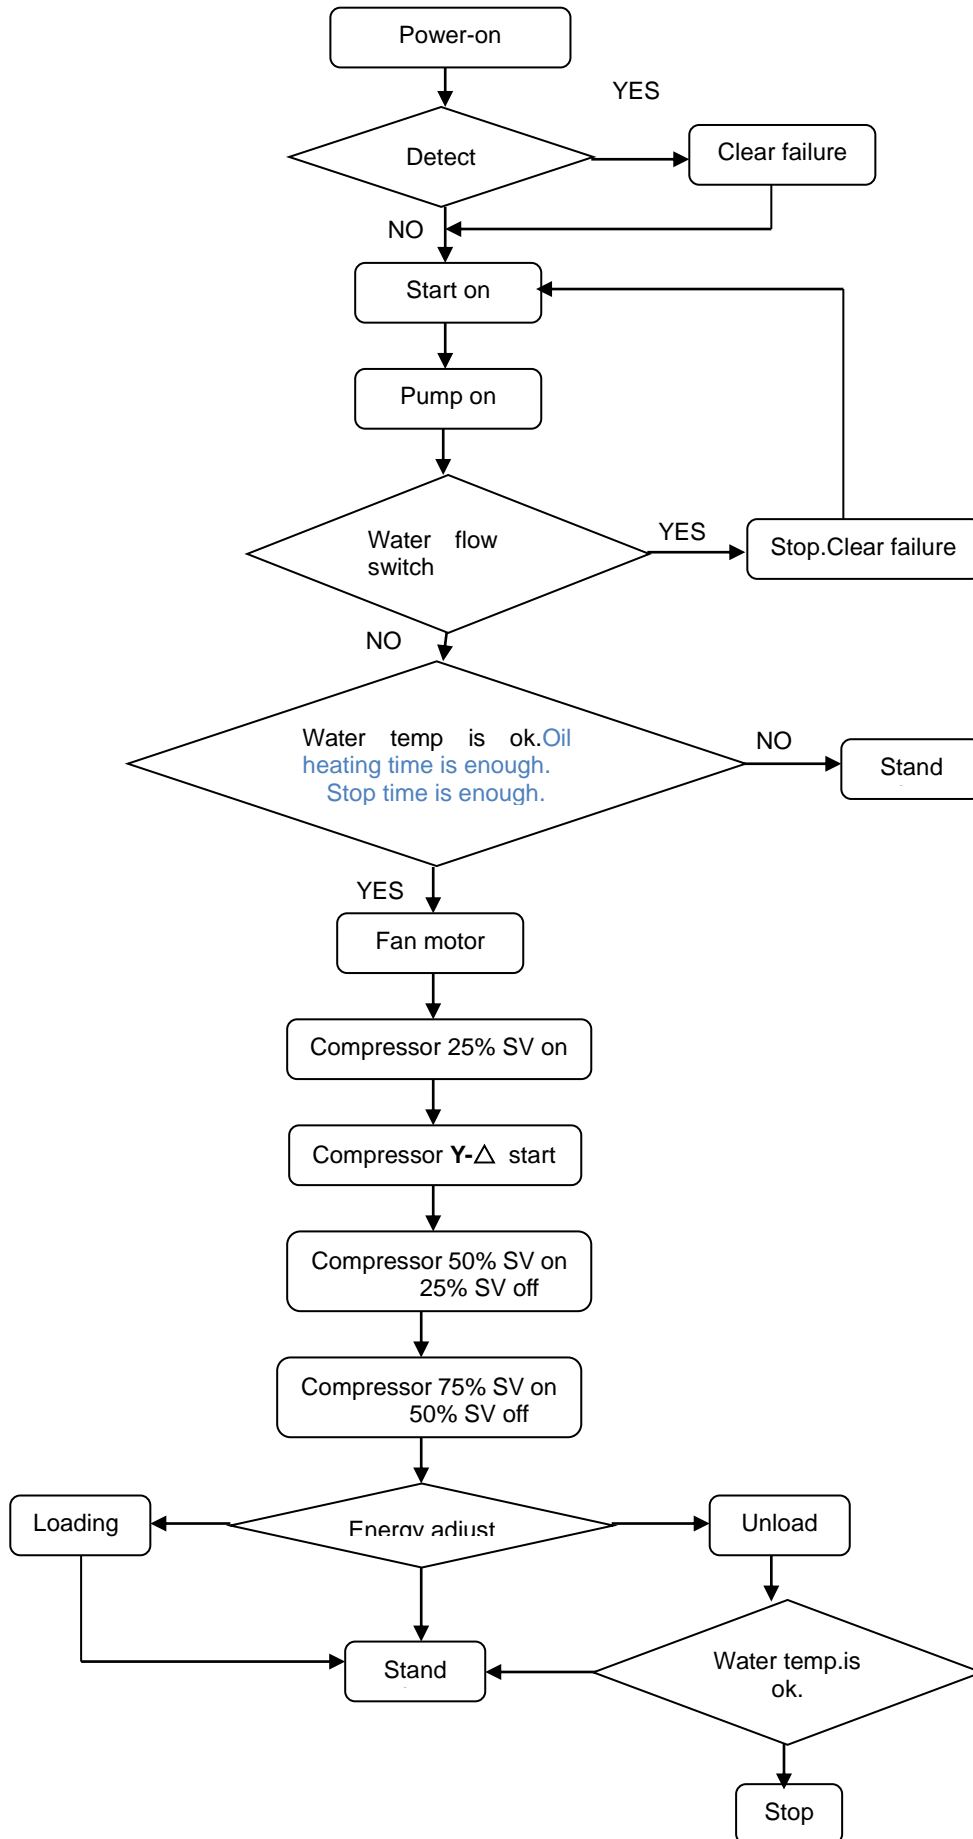 Power-on
YES
Detect
Clear failure
NO
Start on
Pump on
Water flow
switch
YES
Stop.Clear failure
NO
Water temp is ok.Oil
heating time is enough.
Stop time is enough.
NO
Stand
YES
Fan motor
Compressor 25% SV on
Compressor Y-△ start
Compressor 50% SV on
25% SV off
Compressor 75% SV on
50% SV off
Loading
Energy adjust
Unload
Stand
Water temp.is
ok.
Stop